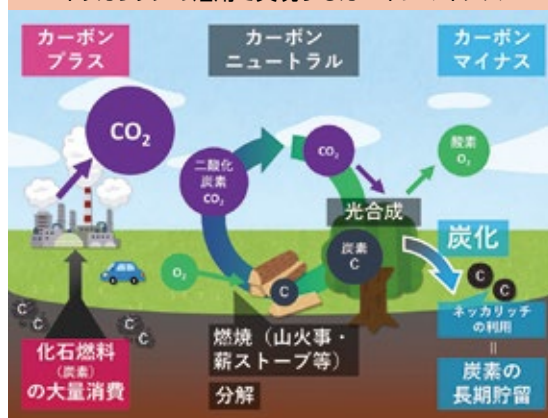 カーボン
プラス
カーボン
ニュートラル
カーボン
マイナス
CO₂
二酸化
炭素
CO₂
CO₂
酸素
O₂
光合成
炭素
C
炭化
O₂
C
C
C
ネッカリッチ
の利用
=
炭素の
長期貯留
C
C
C
C
化石燃料
(炭素)
の大量消費
燃焼（山火事・
薪ストーブ等）
分解